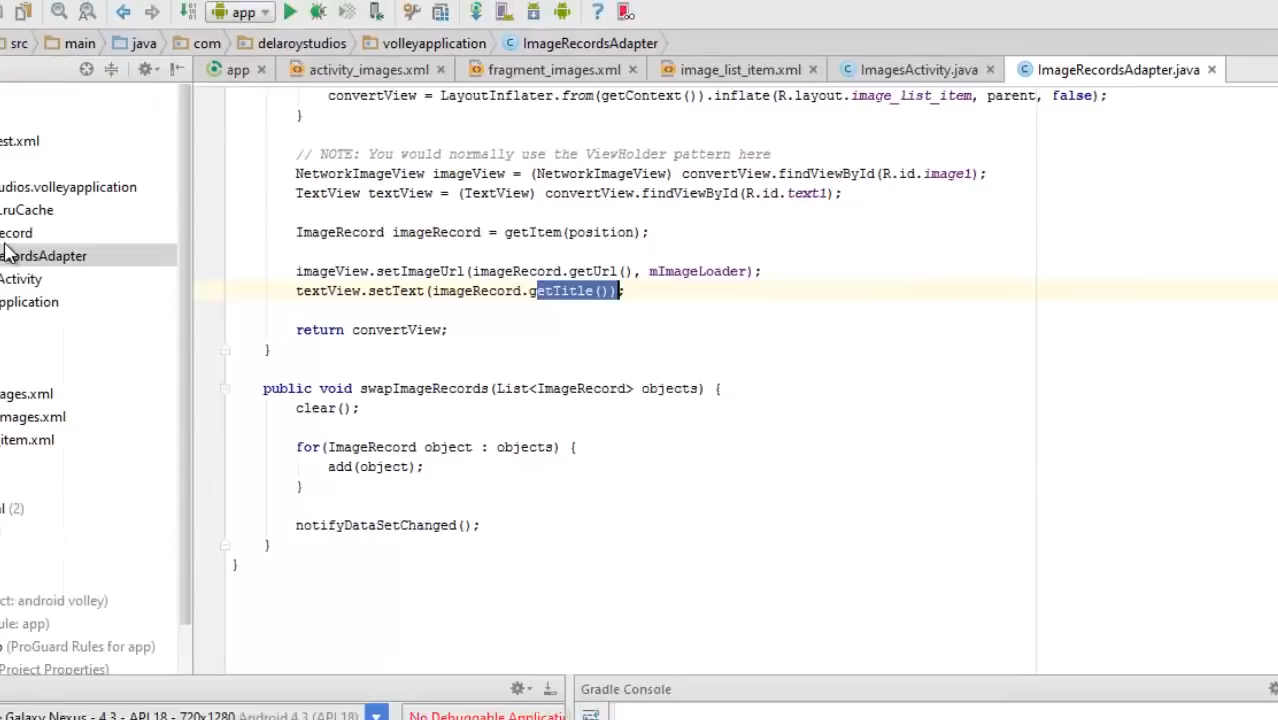 app
src main java com delaroystudios volleyapplication ImageRecordsAdapter
app activity_images.xml fragment_images.xml image_list_item.xml ImagesActivity.java ImageRecordsAdapter.java
convertView = LayoutInflater.from(getContext()).inflate(R.layout.image_list_item, parent, false);
}
est.xml
// NOTE: You would normally use the ViewHolder pattern here
NetworkImageView imageView = (NetworkImageView) convertView.findViewById(R.id.image1);
udios.volleyapplication
TextView textView = (TextView) convertView.findViewById(R.id.text1);
LruCache
ecord
ImageRecord imageRecord = getItem(position);
ordsAdapter
imageView.setImageUrl(imageRecord.getUrl(), mImageLoader);
Activity
textView.setText(imageRecord.getTitle());
pplication
return convertView;
}
public void swapImageRecords(List<ImageRecord> objects) {
ages.xml
clear();
mages.xml
item.xml
for(ImageRecord object : objects) {
add(object);
}
l (2)
notifyDataSetChanged();
}
}
ct: android volley)
ule: app)
o (ProGuard Rules for app)
Project Properties)
Gradle Console
Galaxy Nexus - 4.3 - API 18 - 720x1280 Android 4.3 (API 18) No Debuggable Applicati